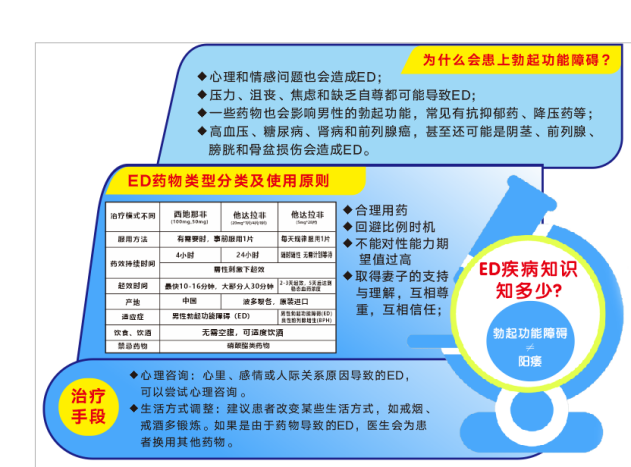 为什么会患上勃起功能障碍？
◆心理和情感问题也会造成ED；
◆压力、沮丧、焦虑和缺乏自尊都可能导致ED；
◆一些药物也会影响男性的勃起功能，常见有抗抑郁药、降压药等；
◆高血压、糖尿病、肾病和前列腺癌，甚至还可能是阴茎、前列腺、
膀胱和骨盆损伤会造成ED。
ED药物类型分类及使用原则
治疗模式不同 西地那非 他达拉非 他达拉非
(100mg,50mg)
服用方法 有需要时，事前服用1片 每天规律服用1片
药效持续时间 4小时 24小时
需性刺激下起效
起效时间 最快10-16分钟，大部分人30分钟
产地 中国 波多黎各，原装进口
适应症 男性勃起功能障碍（ED）
饮食、饮酒 无需空腹，可适度饮酒
禁忌药物 硝酸酯类药物
◆合理用药
◆回避比例时机
◆不能对性能力期
望值过高
◆取得妻子的支持
与理解，互相尊
重，互相信任；
ED疾病知识
知多少?
勃起功能障碍
≠
阳痿
治疗
手段
◆心理咨询：心里、感情或人际关系原因导致的ED，
可以尝试心理咨询。
◆生活方式调整：建议患者改变某些生活方式，如戒烟、
戒酒多锻炼。如果是由于药物导致的ED，医生会为患
者换用其他药物。